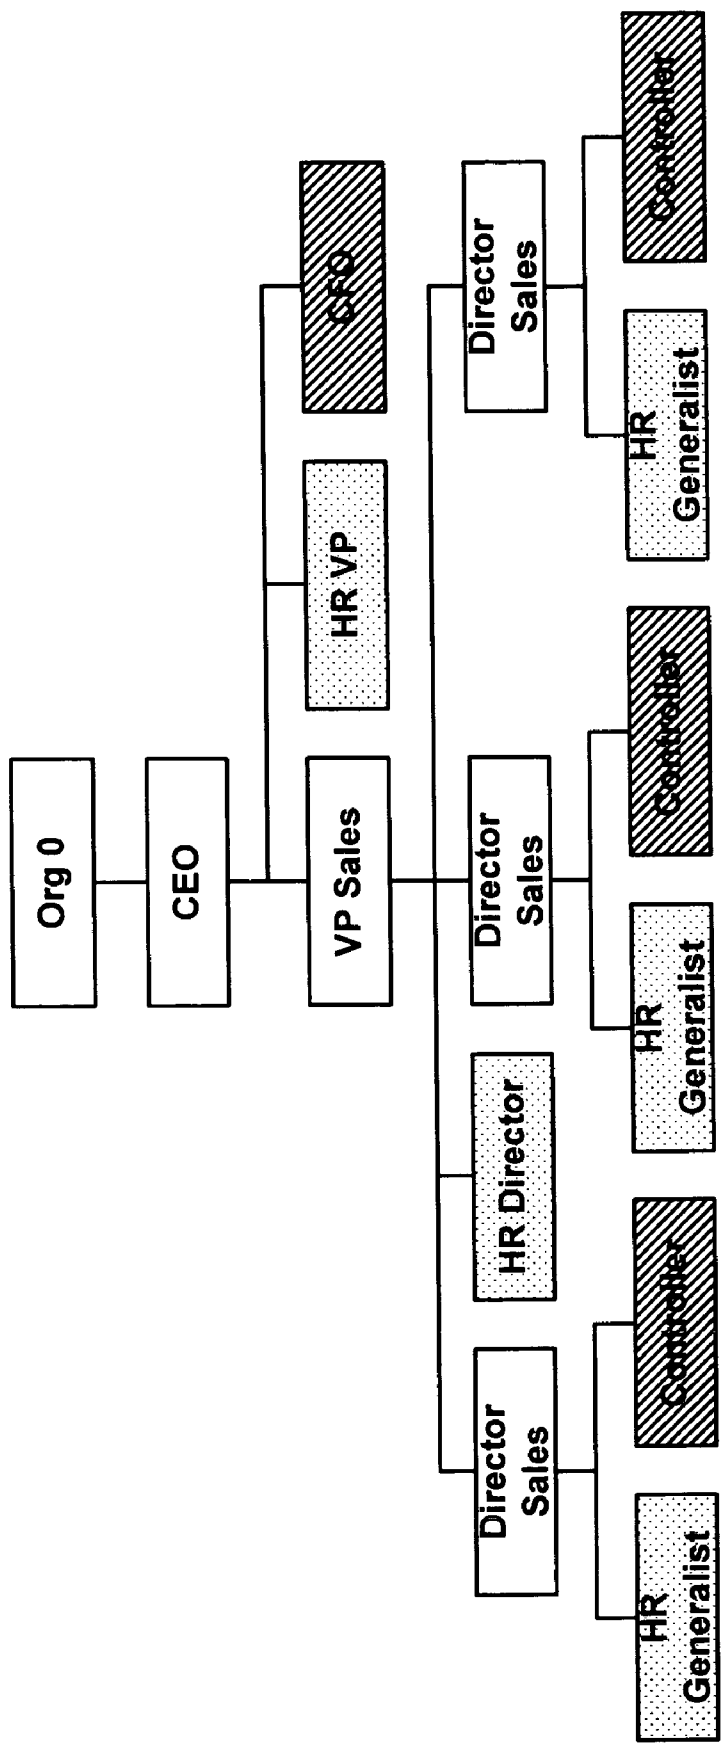 Org 0
CEO
VP Sales
HR VP
CFO
Director
Sales
HR Director
Director
Sales
Director
Sales
HR
Generalist
Controller
HR
Generalist
Controller
HR
Generalist
Controller